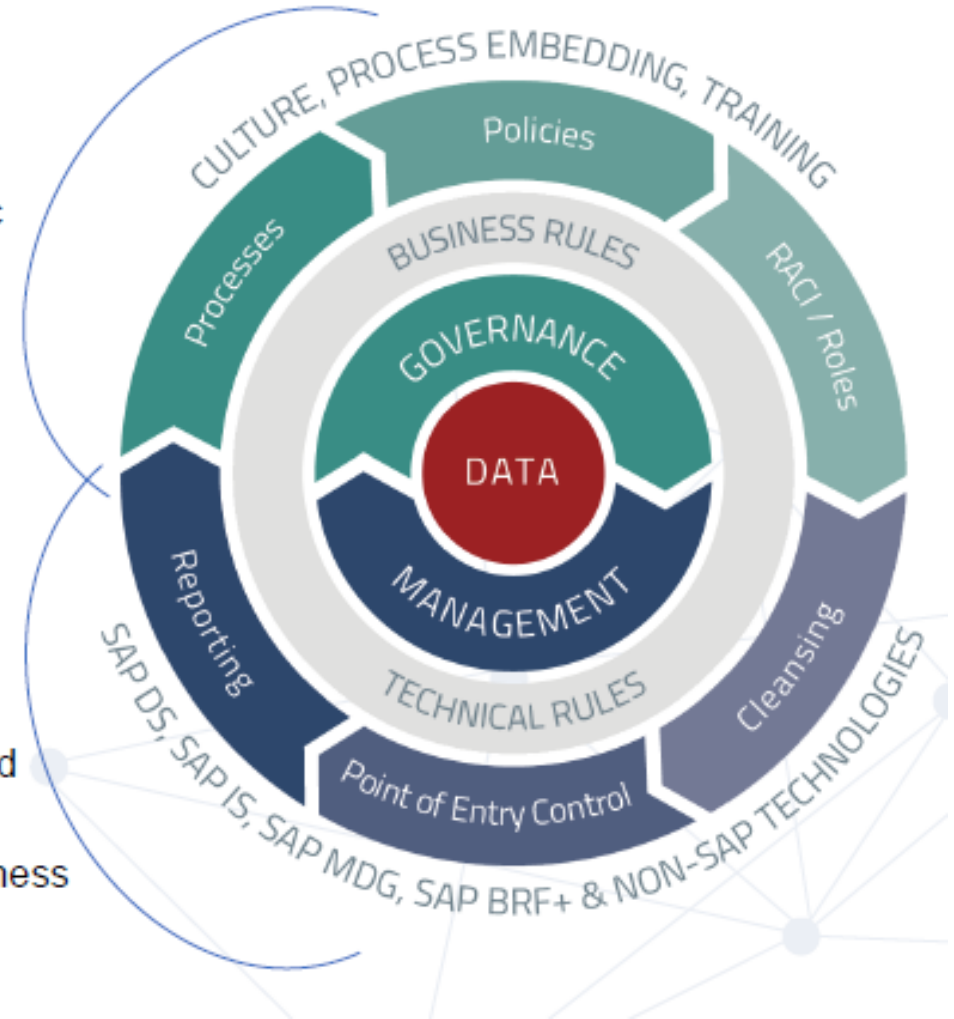 CULTURE, PROCESS EMBEDDING, TRAINING
Policies
Processes
RACI / Roles
BUSINESS RULES
GOVERNANCE
DATA
MANAGEMENT
TECHNICAL RULES
Reporting
Cleansing
Point of Entry Control
SAP DS, SAP IS, SAP MDG, SAP BRF+ & NON-SAP TECHNOLOGIES